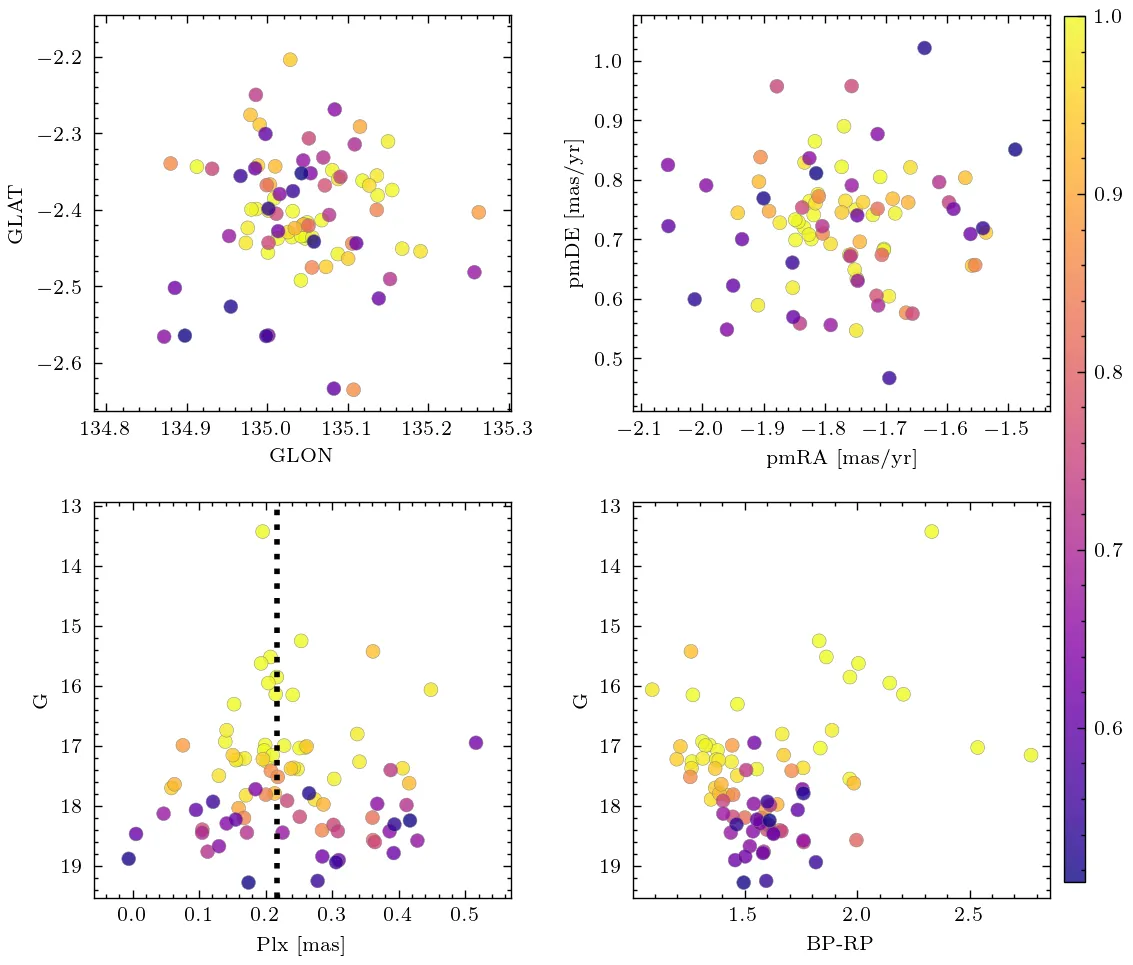 GLAT
−2.2
−2.3
−2.4
−2.5
−2.6
134.8 134.9 135.0 135.1 135.2 135.3
GLON
pmDE [mas/yr]
1.0
0.9
0.8
0.7
0.6
0.5
−2.1 −2.0 −1.9 −1.8 −1.7 −1.6 −1.5
pmRA [mas/yr]
G
13
14
15
16
17
18
19
0.0 0.1 0.2 0.3 0.4 0.5
Plx [mas]
G
13
14
15
16
17
18
19
1.5 2.0 2.5
BP-RP
1.0
0.9
0.8
0.7
0.6